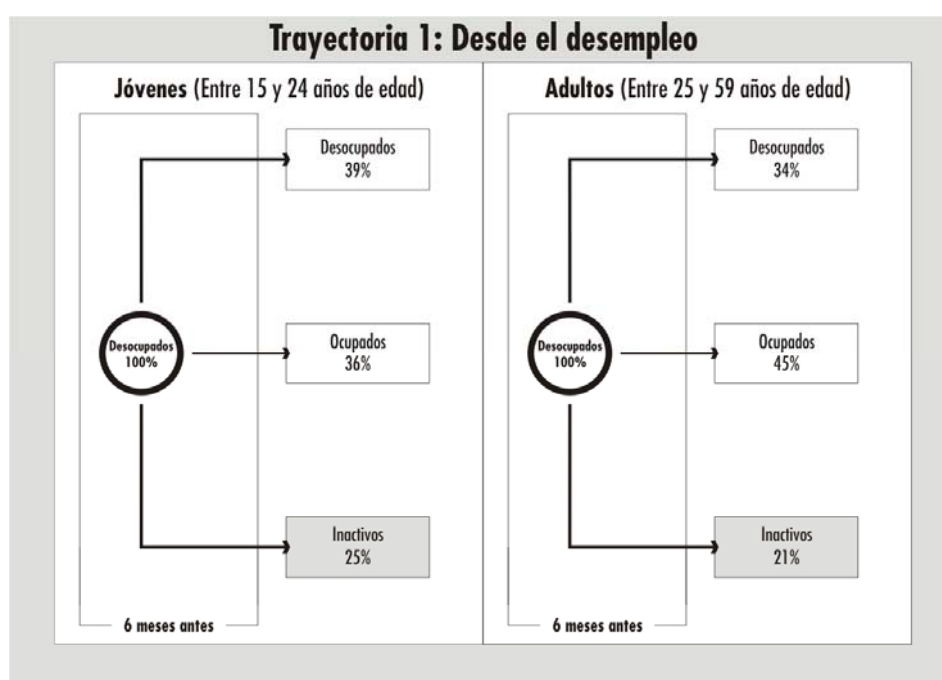 Trayectoria 1: Desde el desempleo
Jóvenes (Entre 15 y 24 años de edad)
Desocupados
39%
Desocupados
100%
Ocupados
36%
Inactivos
25%
6 meses antes
Adultos (Entre 25 y 59 años de edad)
Desocupados
34%
Desocupados
100%
Ocupados
45%
Inactivos
21%
6 meses antes